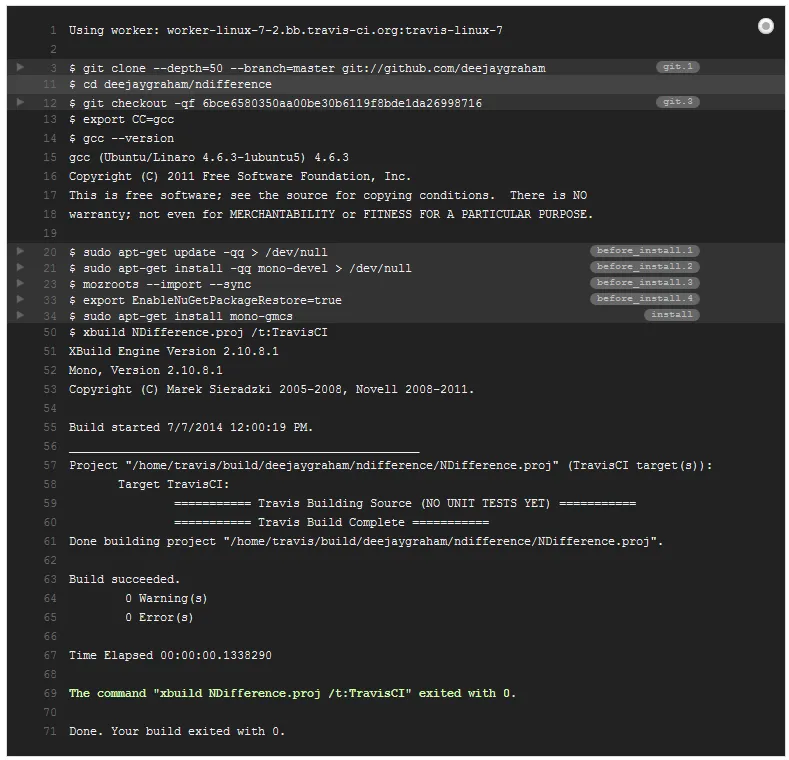 1 Using worker: worker-linux-7-2.bb.travis-ci.org:travis-linux-7
2
3 $ git clone --depth=50 --branch=master git://github.com/deejaygraham git.1
11 $ cd deejaygraham/ndifference
12 $ git checkout -qf 6bce6580350aa00be30b6119f8bde1da26998716 git.3
13 $ export CC=gcc
14 $ gcc --version
15 gcc (Ubuntu/Linaro 4.6.3-1ubuntu5) 4.6.3
16 Copyright (C) 2011 Free Software Foundation, Inc.
17 This is free software; see the source for copying conditions.  There is NO
18 warranty; not even for MERCHANTABILITY or FITNESS FOR A PARTICULAR PURPOSE.
19
20 $ sudo apt-get update -qq > /dev/null before_install.1
21 $ sudo apt-get install -qq mono-devel > /dev/null before_install.2
23 $ mozroots --import --sync before_install.3
33 $ export EnableNuGetPackageRestore=true before_install.4
34 $ sudo apt-get install mono-gmcs install
50 $ xbuild NDifference.proj /t:TravisCI
51 XBuild Engine Version 2.10.8.1
52 Mono, Version 2.10.8.1
53 Copyright (C) Marek Sieradzki 2005-2008, Novell 2008-2011.
54
55 Build started 7/7/2014 12:00:19 PM.
56 __________________________________________________
57 Project "/home/travis/build/deejaygraham/ndifference/NDifference.proj" (TravisCI target(s)):
58 Target TravisCI:
59 =========== Travis Building Source (NO UNIT TESTS YET) ===========
60 =========== Travis Build Complete ===========
61 Done building project "/home/travis/build/deejaygraham/ndifference/NDifference.proj".
62
63 Build succeeded.
64 0 Warning(s)
65 0 Error(s)
66
67 Time Elapsed 00:00:00.1338290
68
69 The command "xbuild NDifference.proj /t:TravisCI" exited with 0.
70
71 Done. Your build exited with 0.